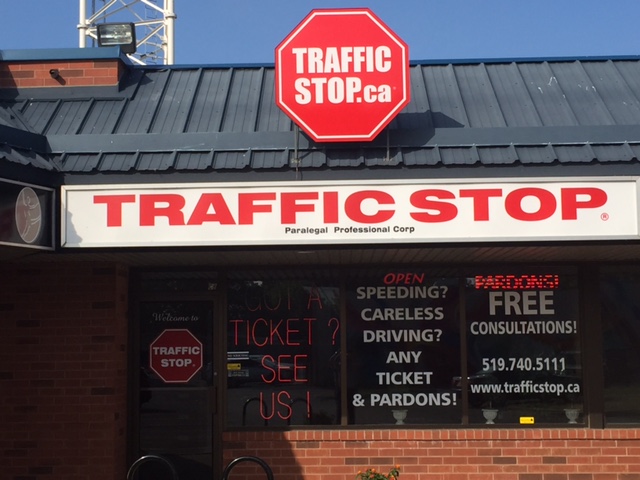 TRAFFIC
STOP.ca
TRAFFIC STOP®
Paralegal Professional Corp
Welcome to
TRAFFIC
STOP
GOT A
TICKET?
SEE
US!
OPEN
SPEEDING?
CARELESS
DRIVING?
ANY
TICKET
& PARDONS!
PARDONS!
FREE
CONSULTATIONS!
519.740.5111
www.trafficstop.ca